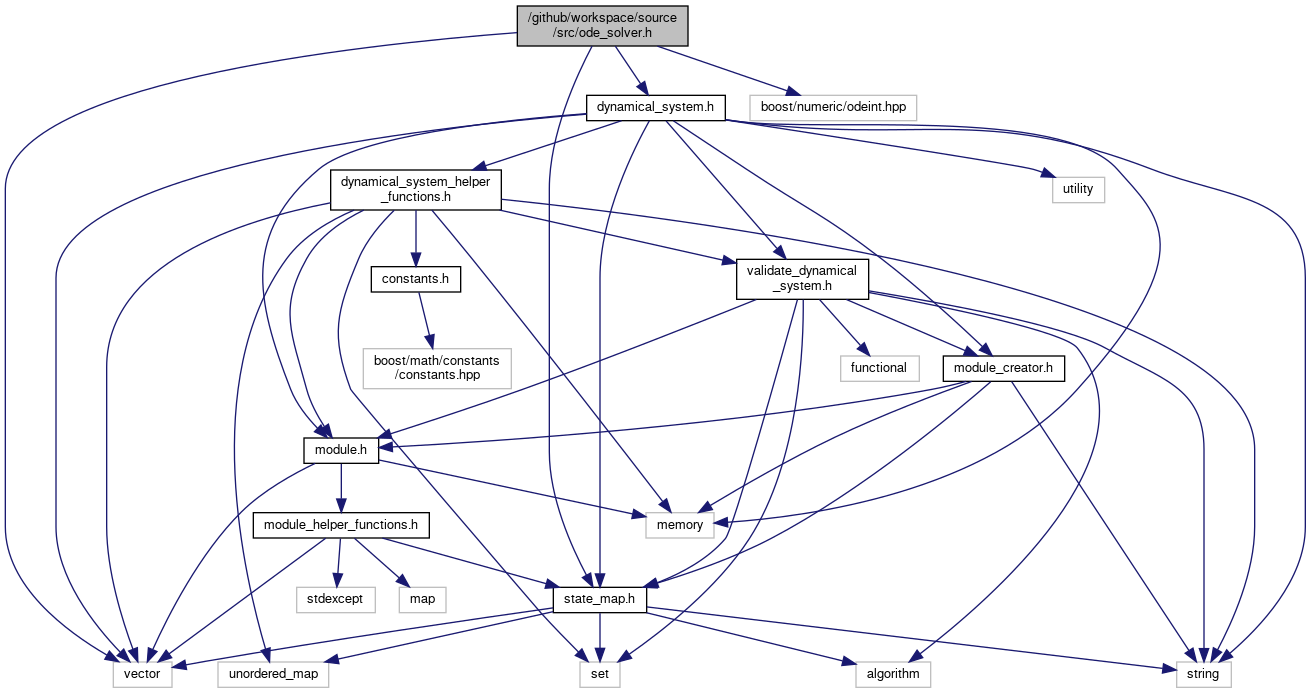 /github/workspace/source
/src/ode_solver.h
dynamical_system.h
boost/numeric/odeint.hpp
dynamical_system_helper
_functions.h
utility
constants.h
validate_dynamical
_system.h
boost/math/constants
/constants.hpp
functional
module_creator.h
module.h
module_helper_functions.h
memory
stdexcept
map
state_map.h
vector
unordered_map
set
algorithm
string